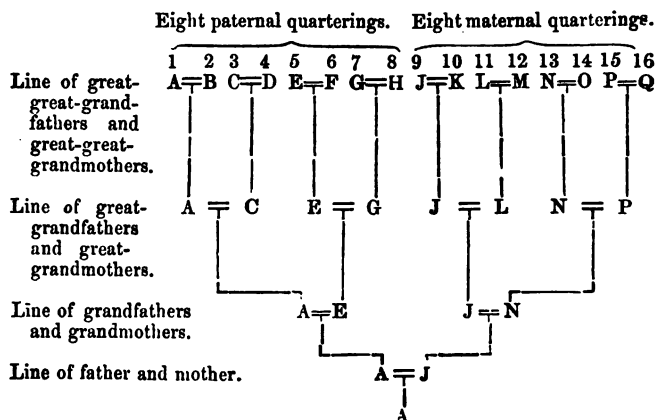 Eight paternal quarterings. Eight maternal quarterings.
1 2 3 4 5 6 7 8 9 10 11 12 13 14 15 16
Line of great- A=B C=D E=F G=H J=K L=M N=O P=Q
great-grand-
fathers and
great-great-
grandmothers.
Line of great- A = C E = G J = L N = P
grandfathers
and great-
grandmothers.
Line of grandfathers A=E J=N
and grandmothers.
Line of father and mother. A=J
A